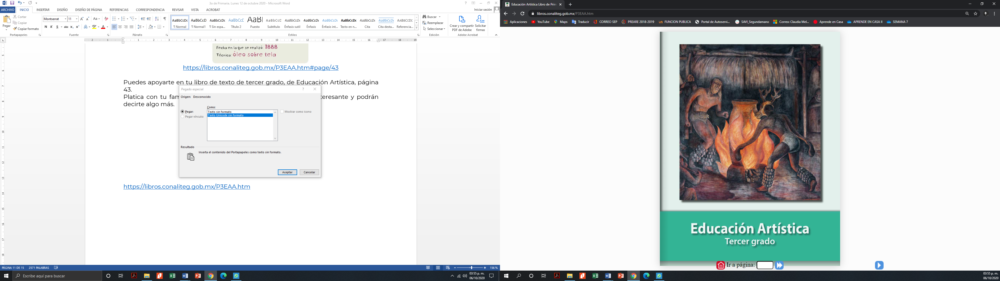 3o de Primaria. Lunes 12 de octubre 2020 - Microsoft Word
ARCHIVO INICIO INSERTAR DISEÑO DISEÑO DE PÁGINA REFERENCIAS CORRESPONDENCIA REVISAR VISTA ACROBAT Iniciar sesión
Pegar
Cortar
Copiar
Copiar formato
Portapapeles
Montserrat 11
Fuente
Párrafo
AaBbCcDc AaBbCcD AaBbCcDc AaBbCcC AaBl AaBbCcC AaBbCcDc AaBbCcDc AaBbCcDc AaBbCcDc AaBbCcDc AaBbCcDc AABBCCDC
¶ Normal ¶ Normal1 ¶ Sin espa... Título 2 Puesto Subtítulo Énfasis sutil Énfasis Énfasis int... Texto en n... Cita Cita desta... Referencia...
Estilos
Buscar
Reemplazar
Seleccionar
Edición
Crear y compartir PDF de Adobe
Solicitar firmas
Adobe Acrobat
Fecha en la que se realizó: 1888
Técnica: óleo sobre tela
https://libros.conaliteg.gob.mx/P3EAA.htm#page/43
Puedes apoyarte en tu libro de texto de tercer grado, de Educación Artística, página
43.
Platica con tu fam teresante y podrán
decirte algo más.
Pegado especial
Origen: Desconocido
Como:
Pegar:
Pegar vínculo:
Texto sin formato
Texto Unicode sin formato
Mostrar como icono
Resultado
Inserta el contenido del Portapapeles como texto sin formato.
Aceptar Cancelar
https://libros.conaliteg.gob.mx/P3EAA.htm
PÁGINA 11 DE 15 2571 PALABRAS 156 %
Escribe aquí para buscar
03:55 p. m.
06/10/2020
Educación Artística Libro de Prim
libros.conaliteg.gob.mx/P3EAA.htm
Aplicaciones YouTube Maps Traducir CORREO SEP PREARE 2018-2019 FUNCION PUBLICA Portal de Autoservi... SAVI_Segundamano Correo: Claudia Mel... Aprende en Casa APRENDE EN CASA II SEMANA 7
Educación Artística
Tercer grado
Ir a página:
03:55 p. m.
06/10/2020